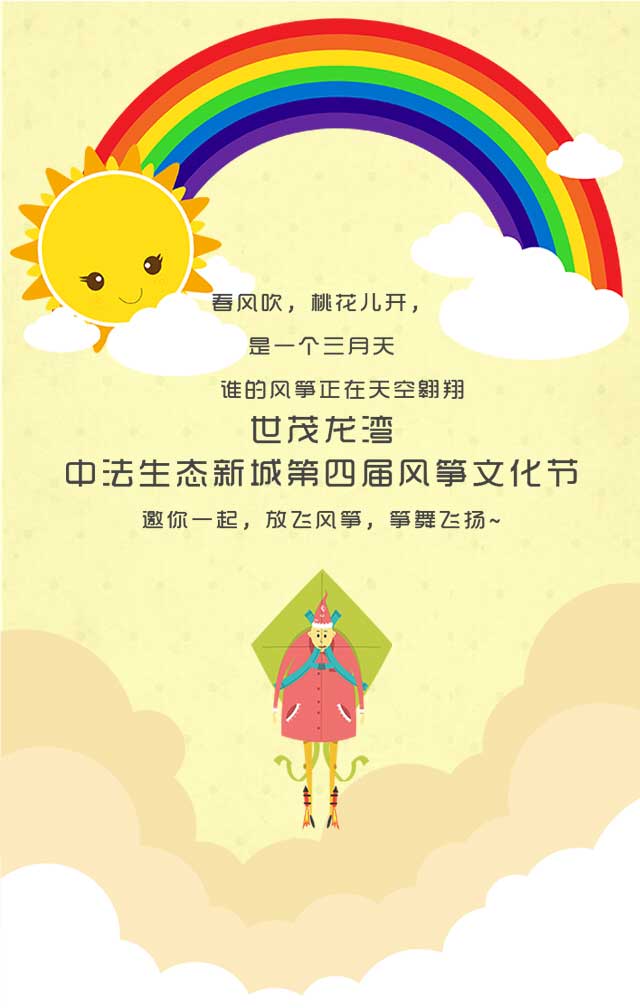 春风吹，桃花儿开，
是一个三月天
谁的风筝正在天空翱翔
世茂龙湾
中法生态新城第四届风筝文化节
邀你一起，放飞风筝，筝舞飞扬~